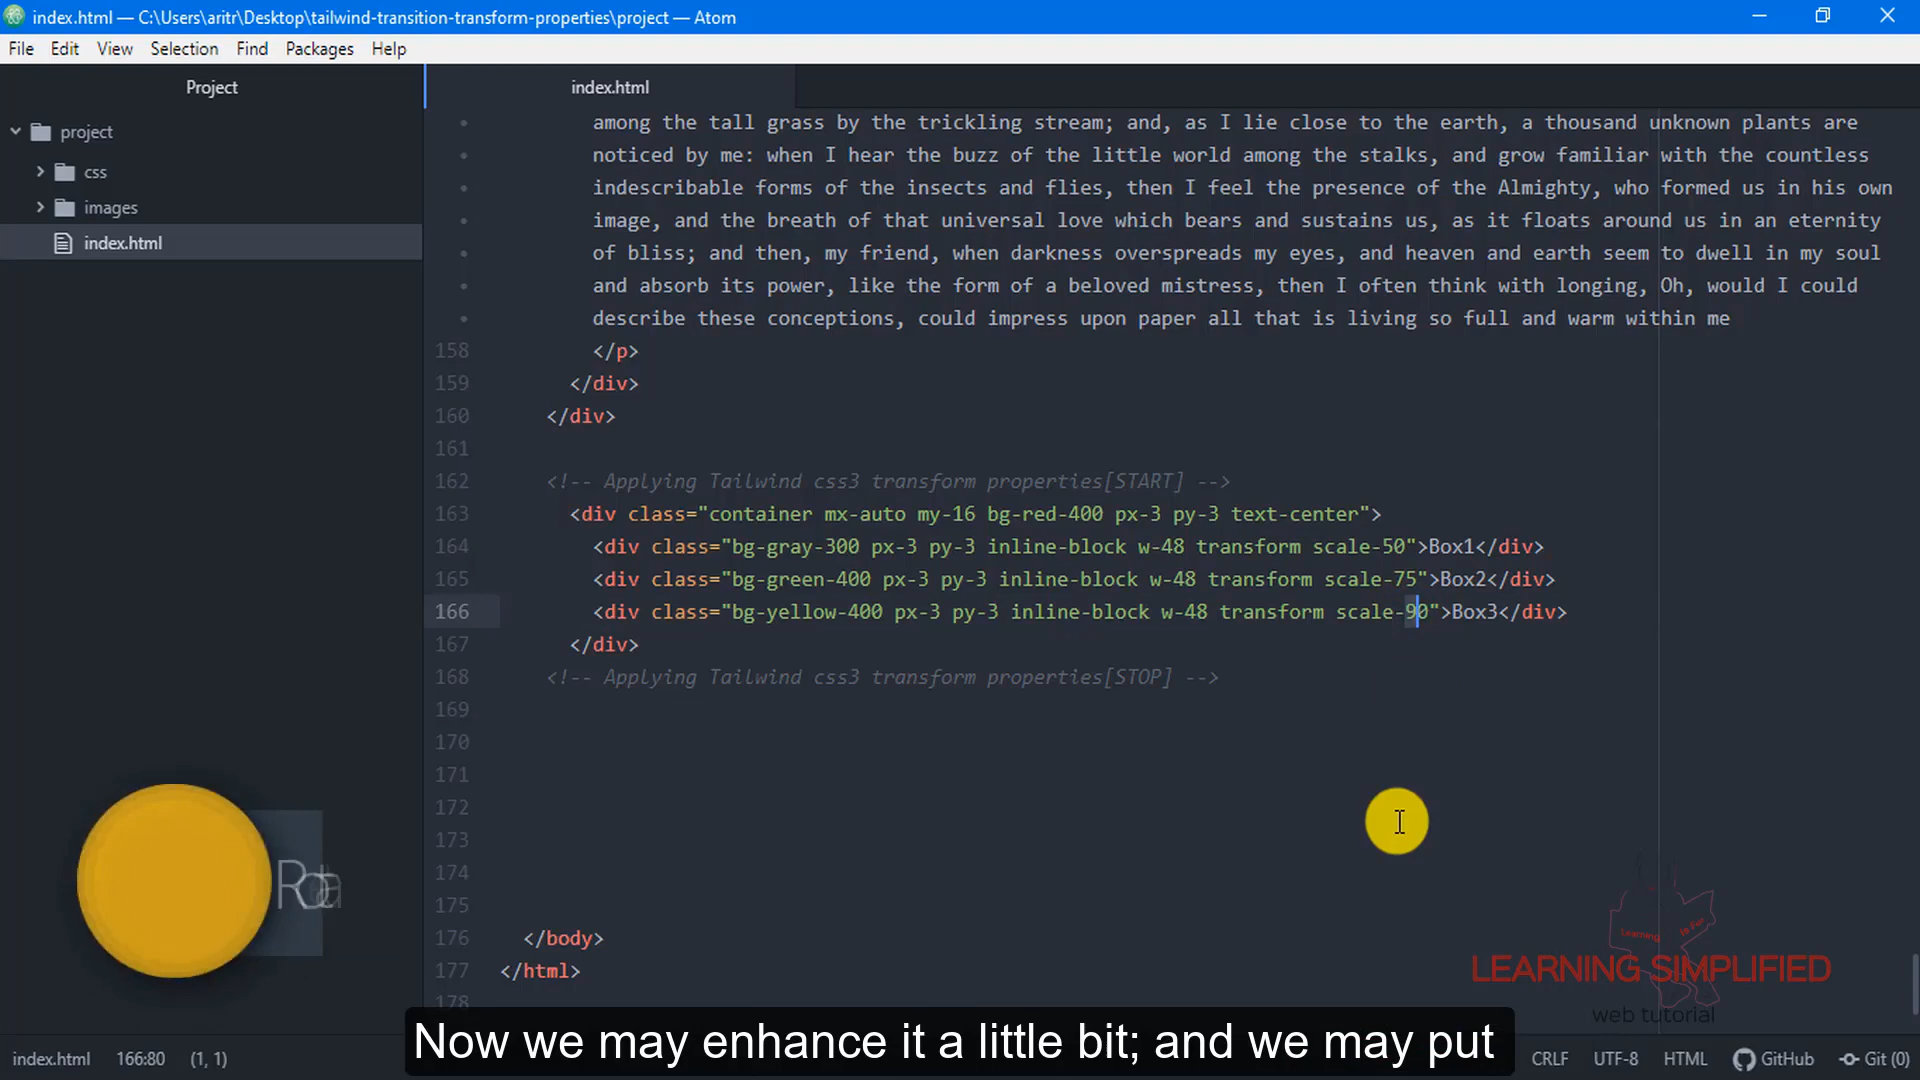 index.html — C:\Users\aritr\Desktop\tailwind-transition-transform-properties\project — Atom
File Edit View Selection Find Packages Help
Project
index.html
project
css
images
index.html
among the tall grass by the trickling stream; and, as I lie close to the earth, a thousand unknown plants are
noticed by me: when I hear the buzz of the little world among the stalks, and grow familiar with the countless
indescribable forms of the insects and flies, then I feel the presence of the Almighty, who formed us in his own
image, and the breath of that universal love which bears and sustains us, as it floats around us in an eternity
of bliss; and then, my friend, when darkness overspreads my eyes, and heaven and earth seem to dwell in my soul
and absorb its power, like the form of a beloved mistress, then I often think with longing, Oh, would I could
describe these conceptions, could impress upon paper all that is living so full and warm within me
158 </p>
159 </div>
160 </div>
161
162 <!-- Applying Tailwind css3 transform properties[START] -->
163 <div class="container mx-auto my-16 bg-red-400 px-3 py-3 text-center">
164 <div class="bg-gray-300 px-3 py-3 inline-block w-48 transform scale-50">Box1</div>
165 <div class="bg-green-400 px-3 py-3 inline-block w-48 transform scale-75">Box2</div>
166 <div class="bg-yellow-400 px-3 py-3 inline-block w-48 transform scale-90">Box3</div>
167 </div>
168 <!-- Applying Tailwind css3 transform properties[STOP] -->
169
170
171
172
173
174
175
176 </body>
177 </html>
178
Learning Is Fun
LEARNING SIMPLIFIED
web tutorial
Now we may enhance it a little bit; and we may put
index.html 166:80 (1, 1) CRLF UTF-8 HTML GitHub Git (0)